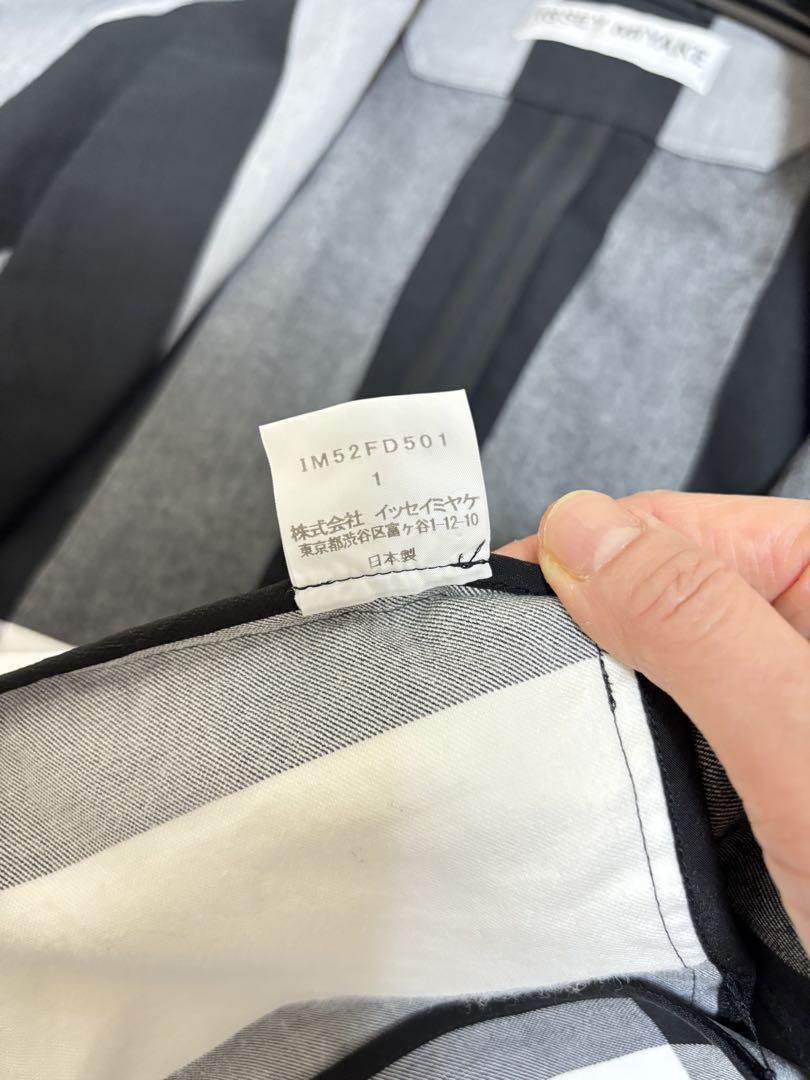 ISSEY MIYAKE
IM52FD501
1
株式会社 イッセイミヤケ
東京都渋谷区富ヶ谷1-12-10
日本製